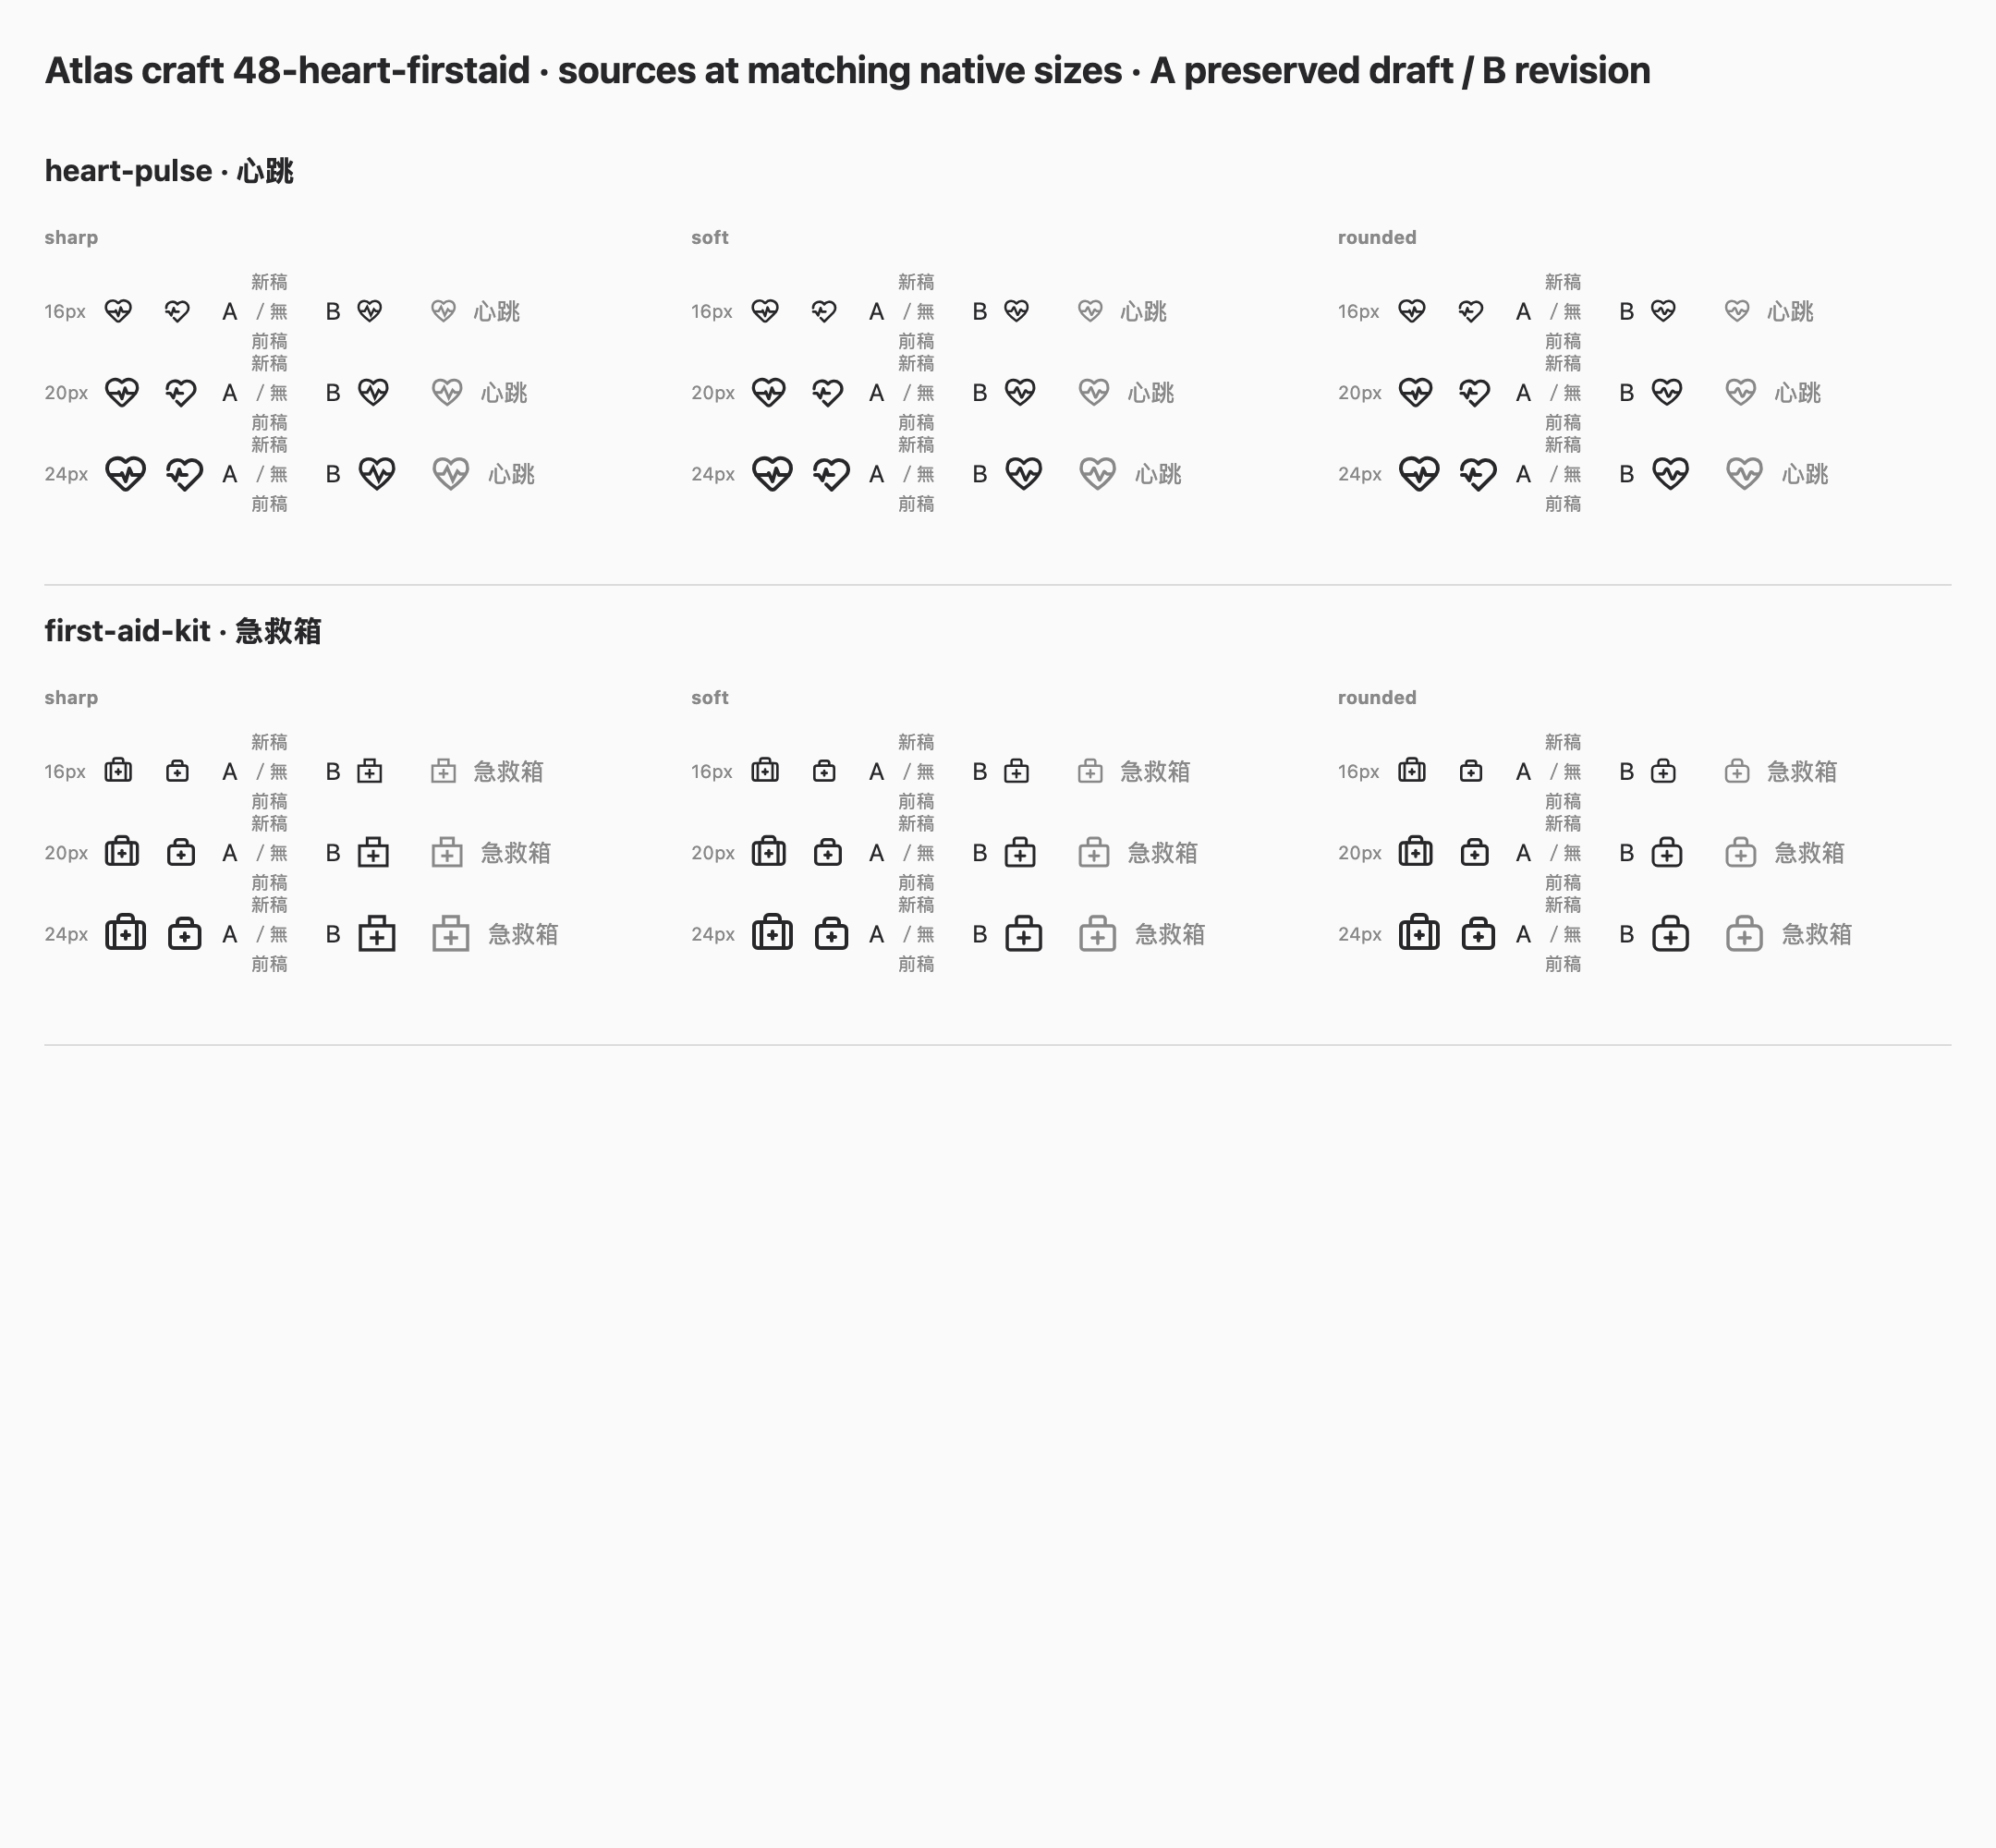 Atlas craft 48-heart-firstaid · sources at matching native sizes · A preserved draft / B revision
heart-pulse · 心跳
sharp
16px A 新稿 / 無前稿 B 心跳
20px A 新稿 / 無前稿 B 心跳
24px A 新稿 / 無前稿 B 心跳
soft
16px A 新稿 / 無前稿 B 心跳
20px A 新稿 / 無前稿 B 心跳
24px A 新稿 / 無前稿 B 心跳
rounded
16px A 新稿 / 無前稿 B 心跳
20px A 新稿 / 無前稿 B 心跳
24px A 新稿 / 無前稿 B 心跳
first-aid-kit · 急救箱
sharp
16px A 新稿 / 無前稿 B 急救箱
20px A 新稿 / 無前稿 B 急救箱
24px A 新稿 / 無前稿 B 急救箱
soft
16px A 新稿 / 無前稿 B 急救箱
20px A 新稿 / 無前稿 B 急救箱
24px A 新稿 / 無前稿 B 急救箱
rounded
16px A 新稿 / 無前稿 B 急救箱
20px A 新稿 / 無前稿 B 急救箱
24px A 新稿 / 無前稿 B 急救箱